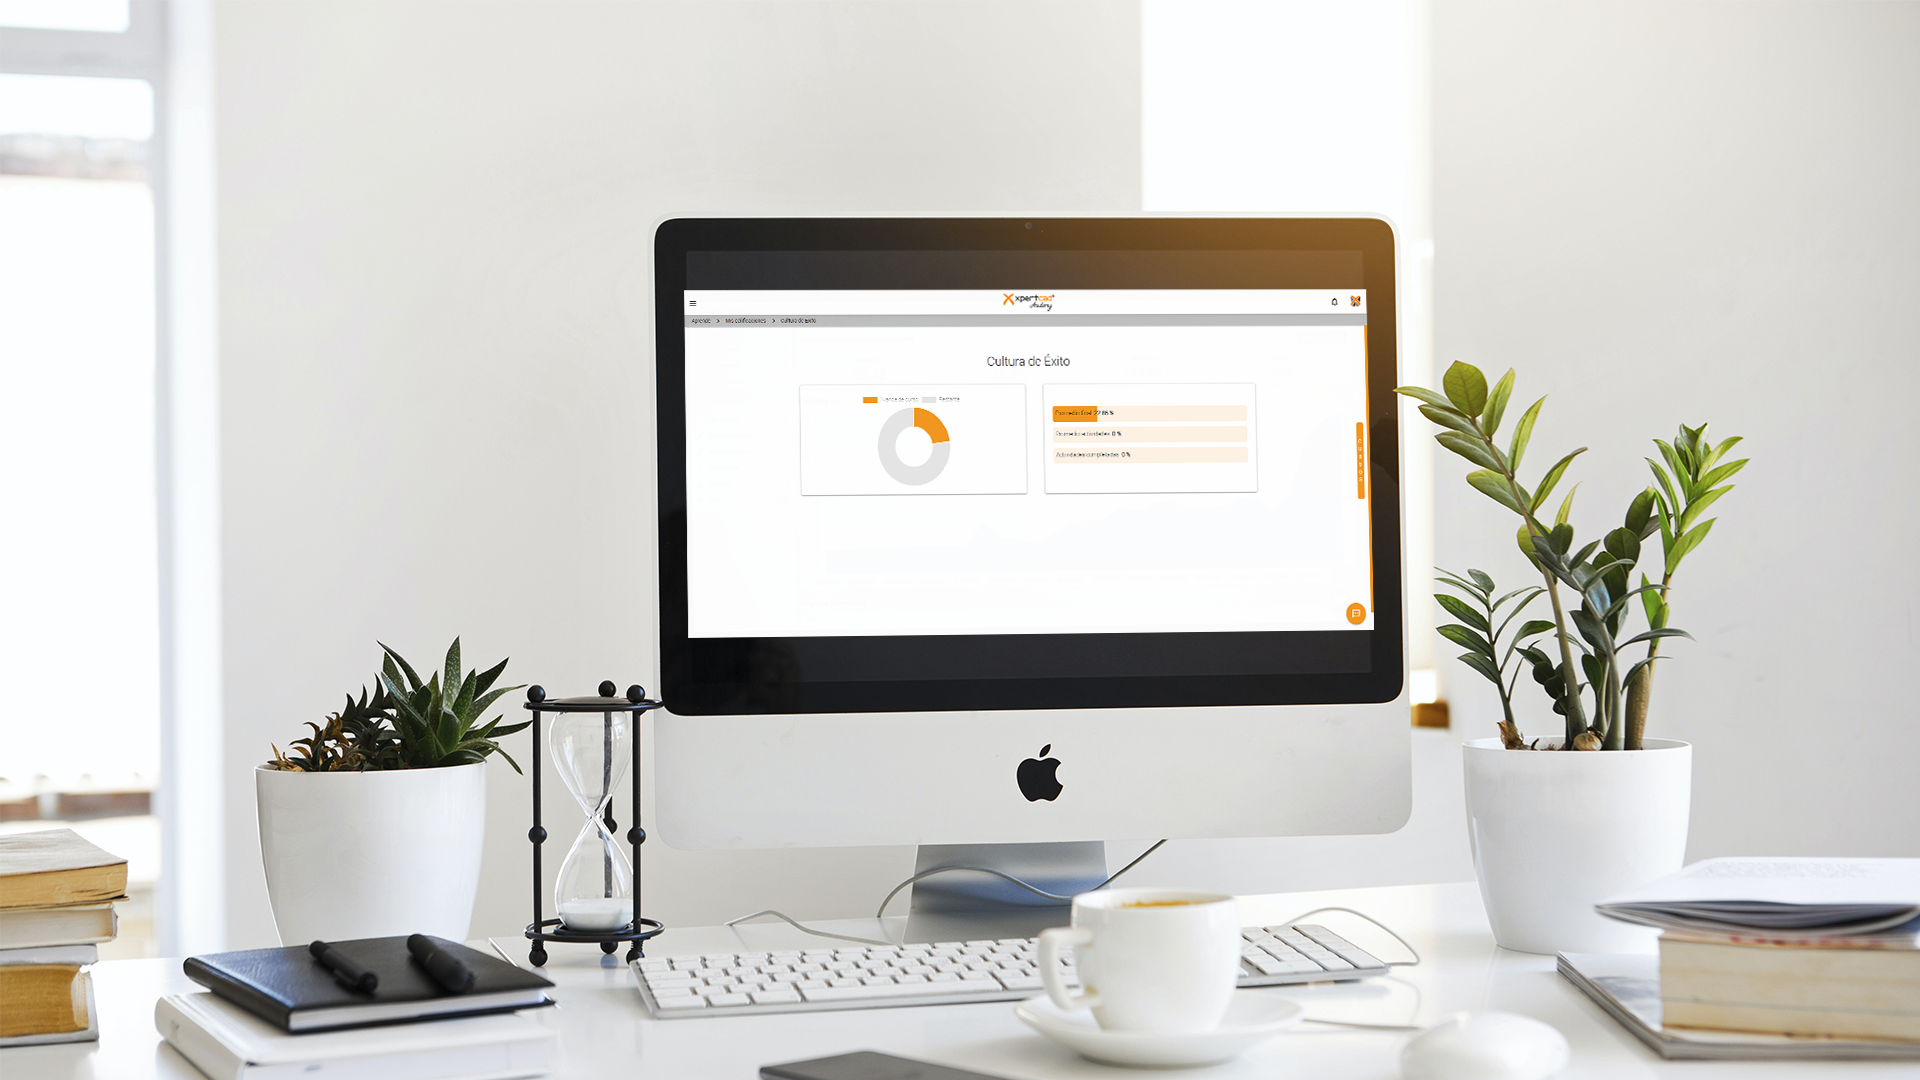 xpertcad
Academy
Aprende > Mis calificaciones > Cultura de Éxito
Cultura de Éxito
Avance de curso Restante
Promedio final: 22.85 %
Promedio actividades: 0 %
Actividades completadas: 0 %